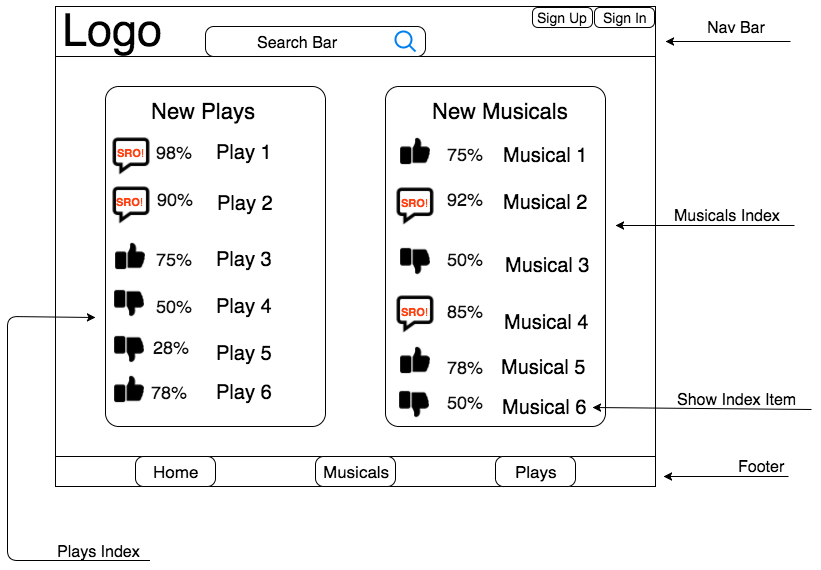 Logo
Search Bar
Sign Up
Sign In
Nav Bar
New Plays
SRO! 98% Play 1
SRO! 90% Play 2
75% Play 3
50% Play 4
28% Play 5
78% Play 6
New Musicals
75% Musical 1
SRO! 92% Musical 2
50% Musical 3
SRO! 85% Musical 4
78% Musical 5
50% Musical 6
Musicals Index
Show Index Item
Home
Musicals
Plays
Footer
Plays Index